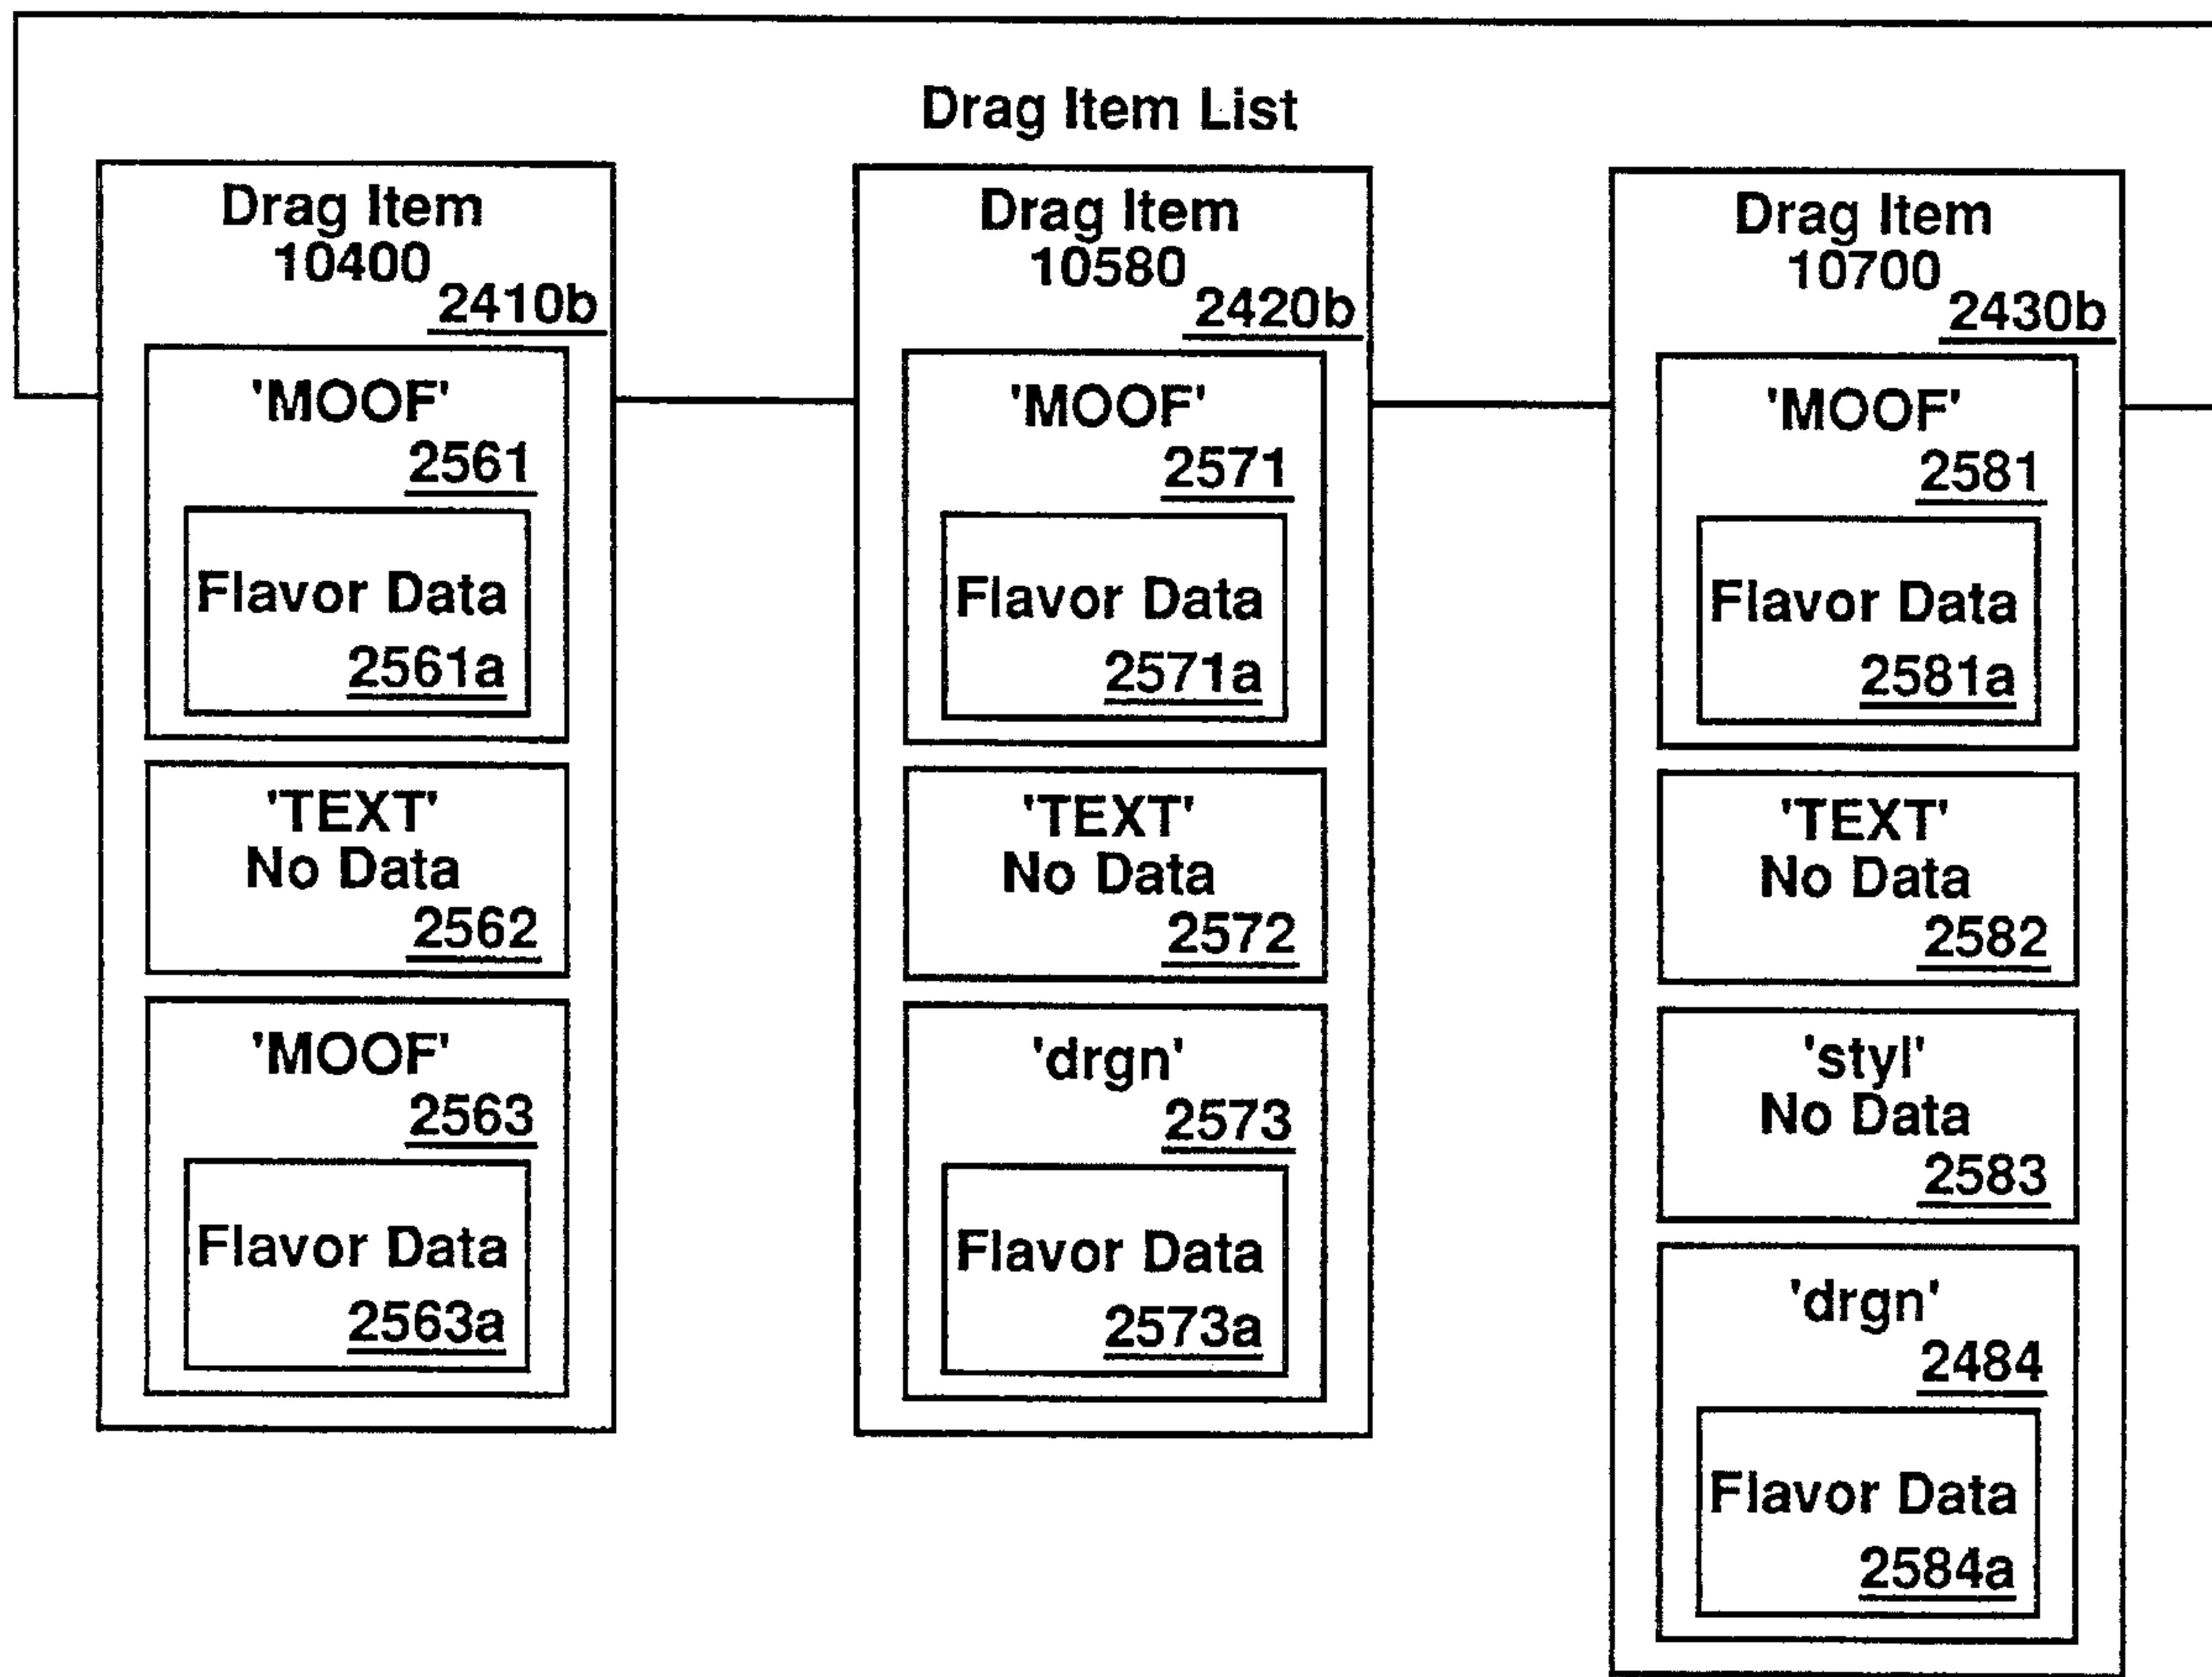 Drag Item List
Drag Item
10400
2410b
'MOOF'
2561
Flavor Data
2561a
'TEXT'
No Data
2562
'MOOF'
2563
Flavor Data
2563a
Drag Item
10580
2420b
'MOOF'
2571
Flavor Data
2571a
'TEXT'
No Data
2572
'drgn'
2573
Flavor Data
2573a
Drag Item
10700
2430b
'MOOF'
2581
Flavor Data
2581a
'TEXT'
No Data
2582
'styl'
No Data
2583
'drgn'
2484
Flavor Data
2584a